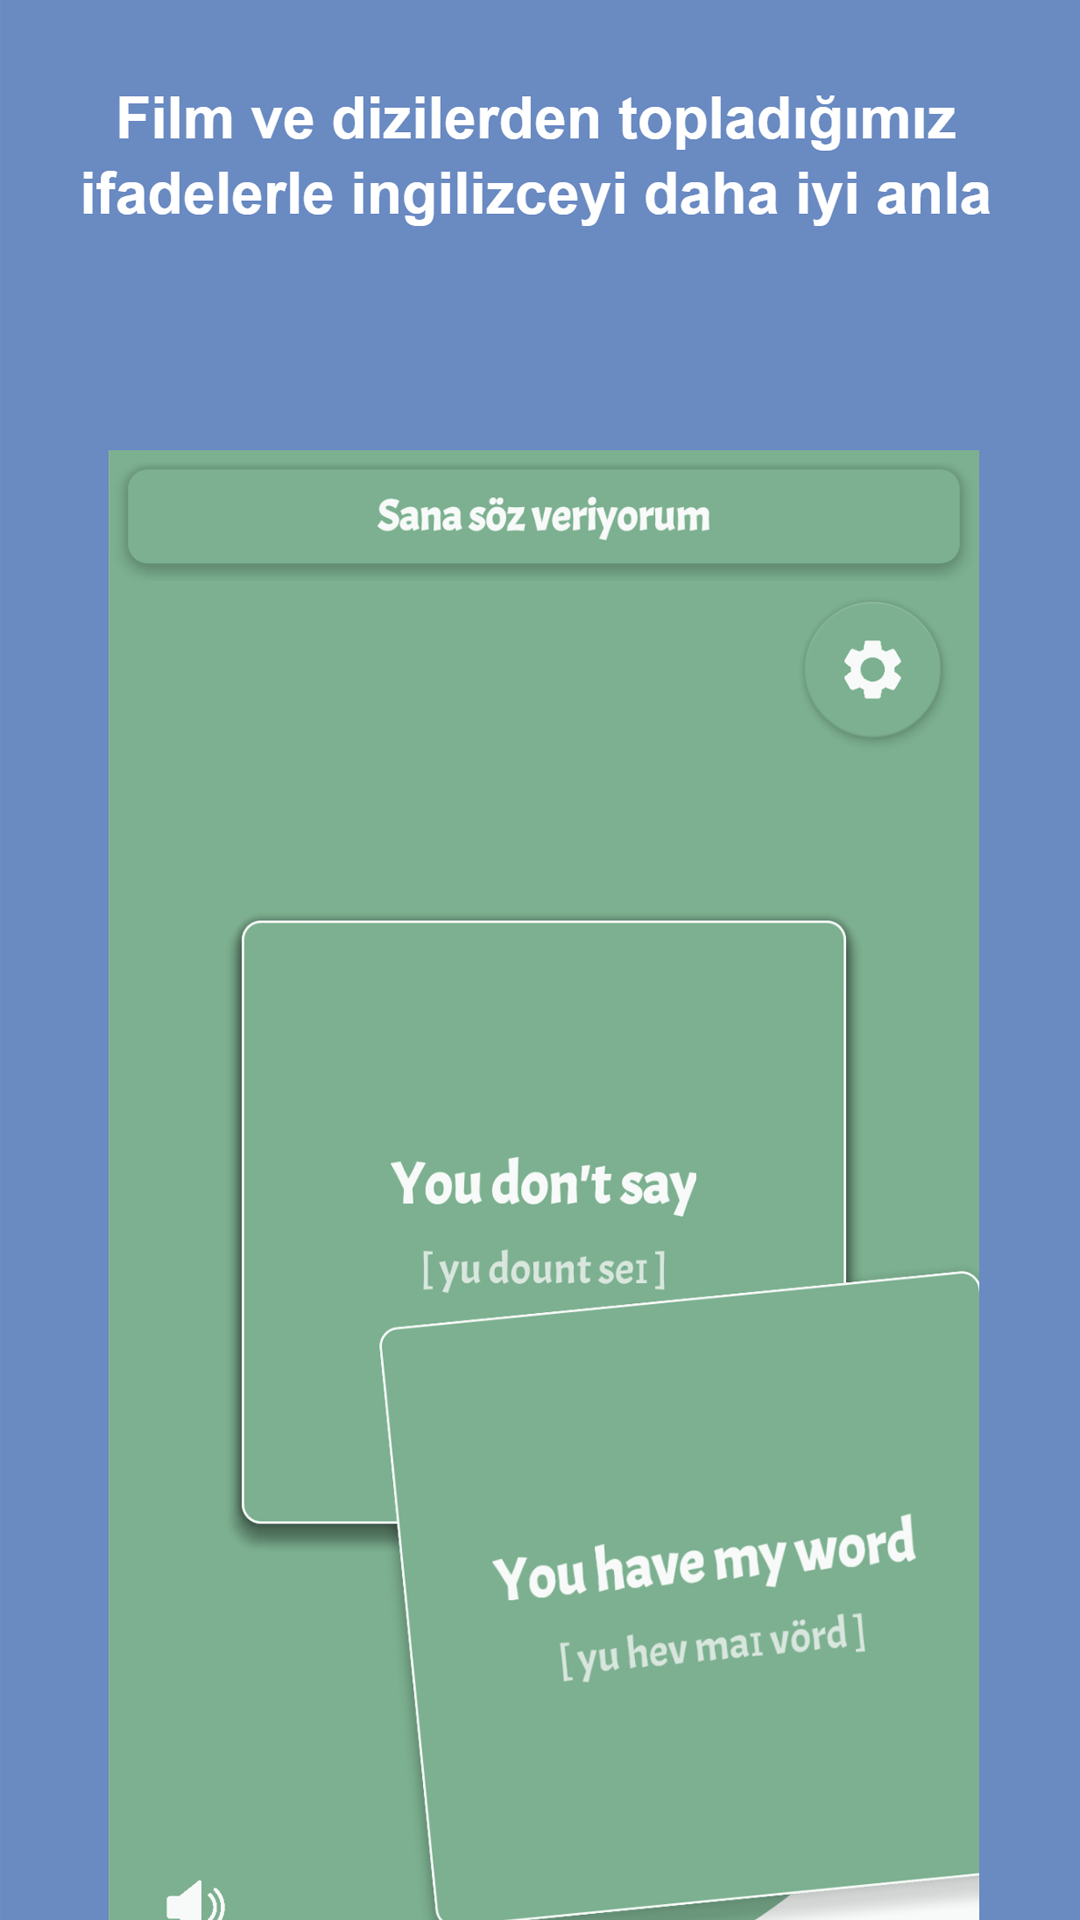 Film ve dizilerden topladığımız
ifadelerle ingilizceyi daha iyi anla
Sana söz veriyorum
You don't say
[ yu dount seɪ ]
You have my word
[ yu hev maɪ vörd ]